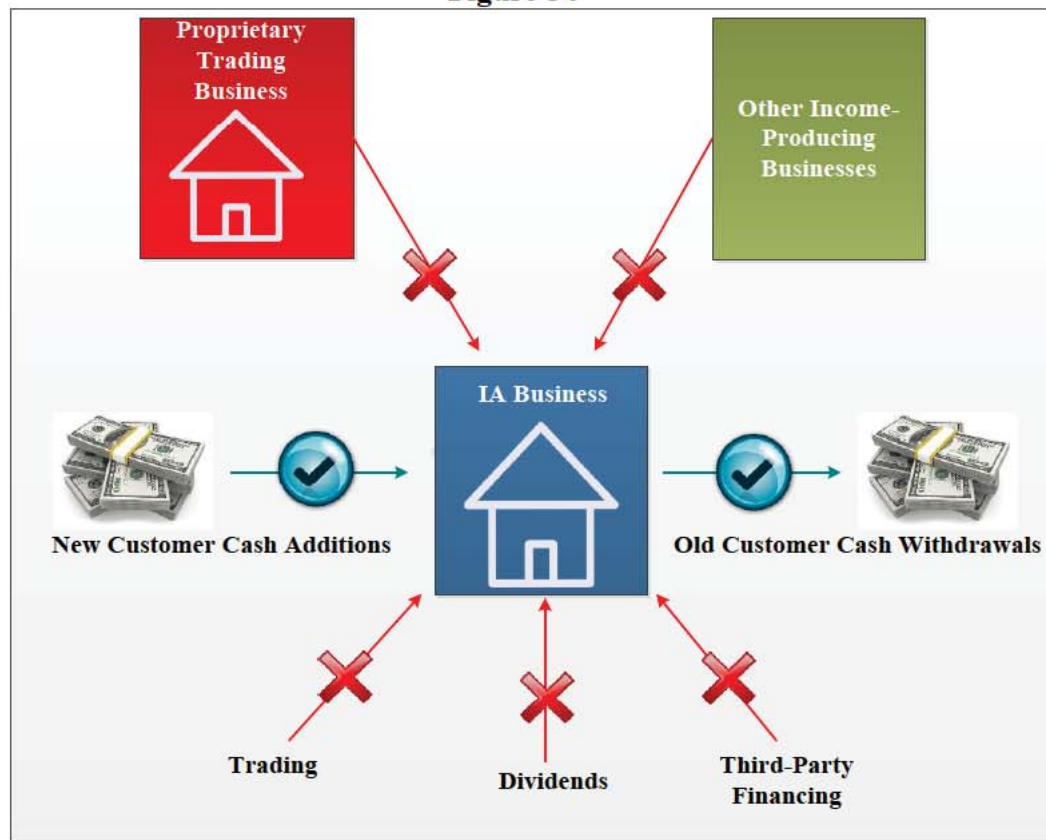 Proprietary
Trading
Business
Other Income-
Producing
Businesses
IA Business
New Customer Cash Additions
Old Customer Cash Withdrawals
Trading
Dividends
Third-Party
Financing